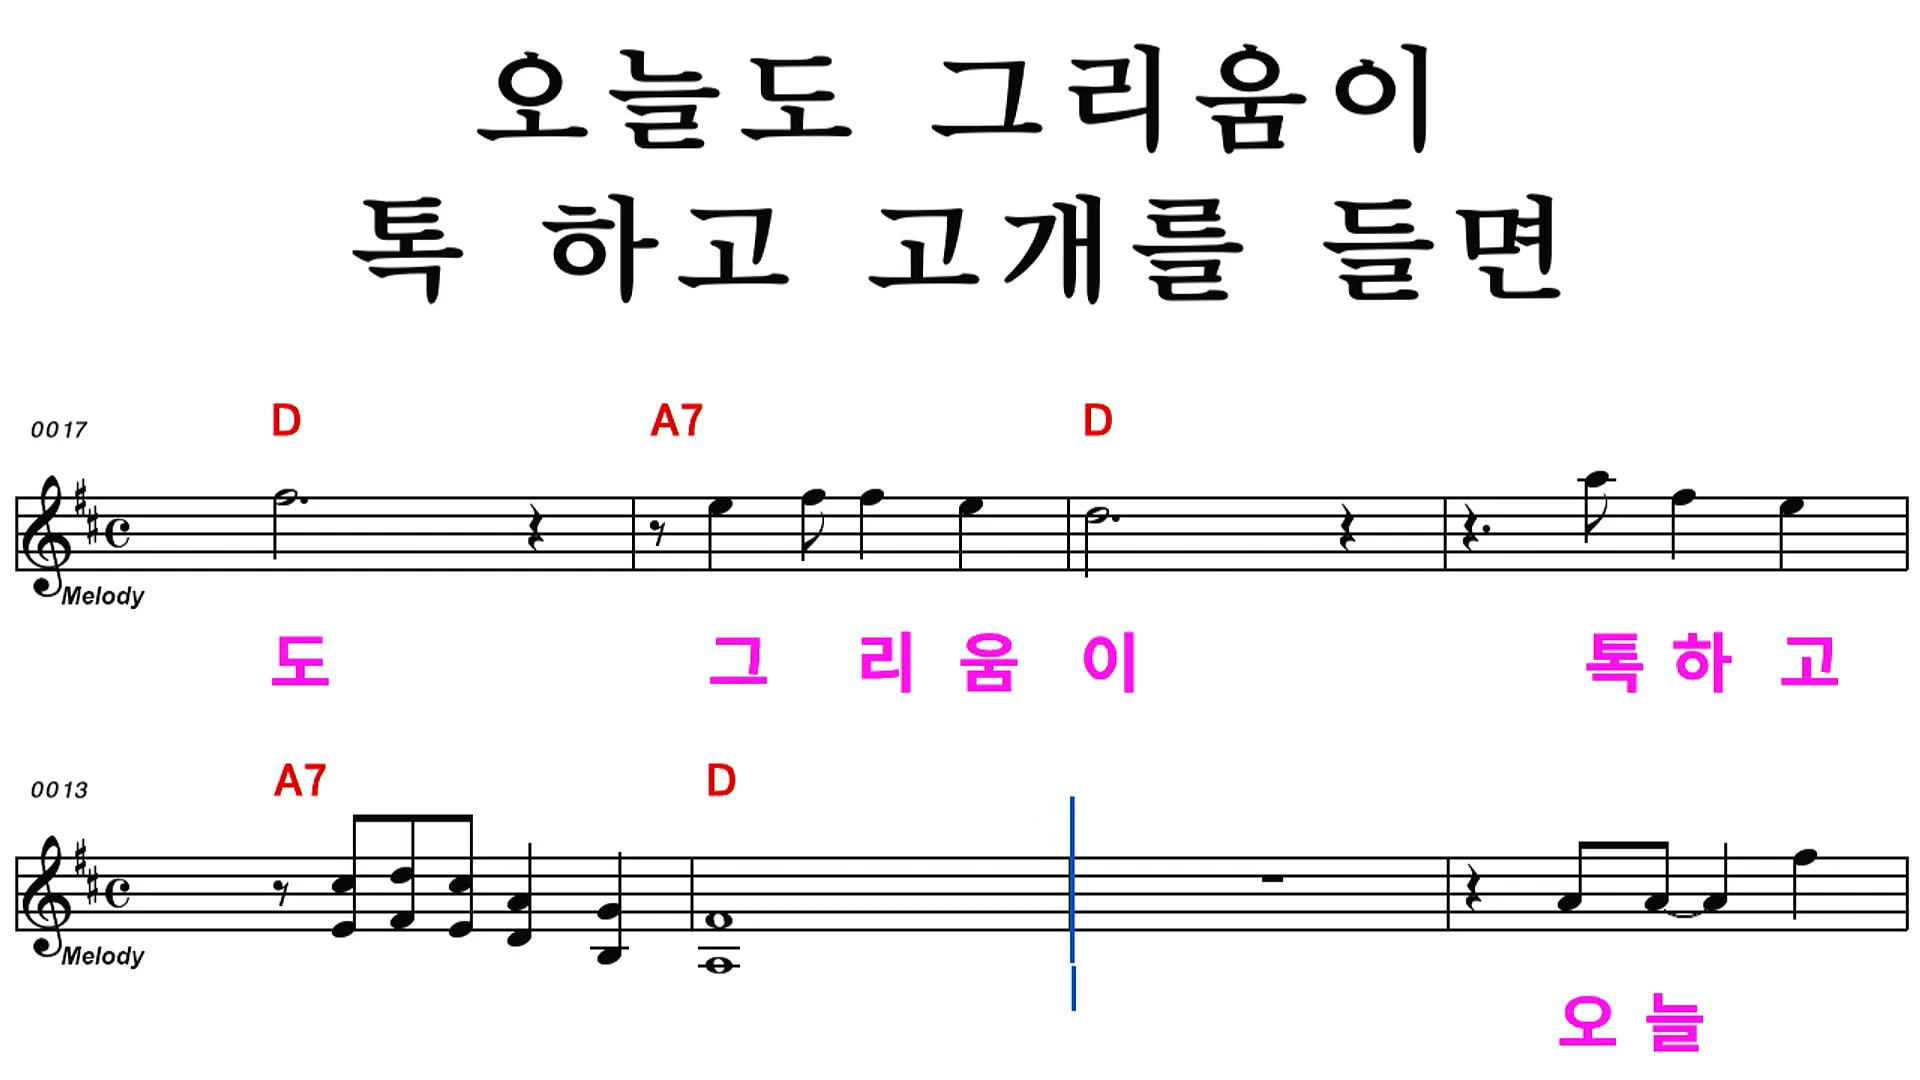 오늘도 그리움이
톡 하고 고개를 들면
0017 D A7 D
Melody
도 그 리 움 이 톡 하 고
0013 A7 D
Melody
오 늘